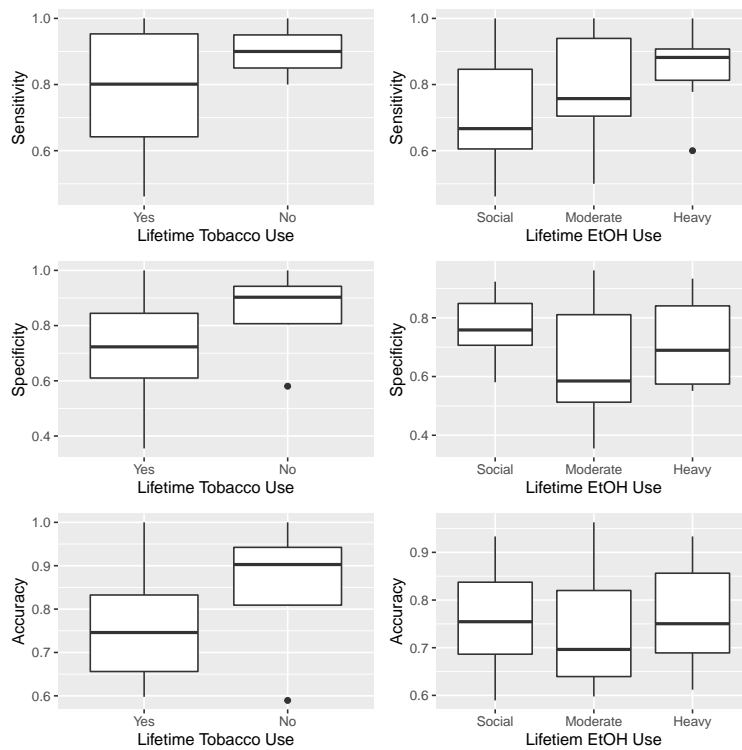 1.0
0.8
0.6
Sensitivity
Yes No
Lifetime Tobacco Use
1.0
0.8
0.6
Sensitivity
Social Moderate Heavy
Lifetime EtOH Use
1.0
0.8
0.6
0.4
Specificity
Yes No
Lifetime Tobacco Use
0.8
0.6
0.4
Specificity
Social Moderate Heavy
Lifetime EtOH Use
1.0
0.9
0.8
0.7
0.6
Accuracy
Yes No
Lifetime Tobacco Use
0.9
0.8
0.7
0.6
Accuracy
Social Moderate Heavy
Lifetiem EtOH Use